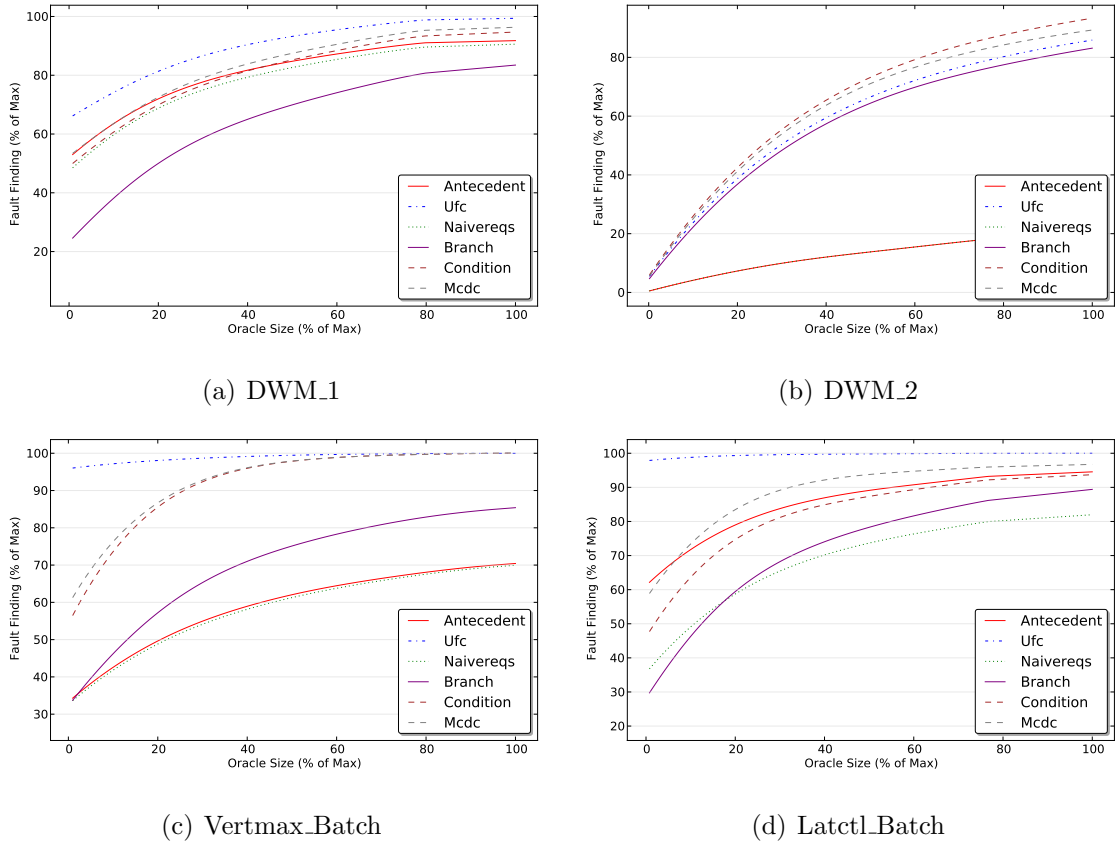 100
80
60
40
20
Fault Finding (% of Max)
Antecedent
Ufc
Naivereqs
Branch
Condition
Mcdc
0 20 40 60 80 100
Oracle Size (% of Max)
(a) DWM_1
80
60
40
20
0
Fault Finding (% of Max)
Antecedent
Ufc
Naivereqs
Branch
Condition
Mcdc
0 20 40 60 80 100
Oracle Size (% of Max)
(b) DWM_2
100
90
80
70
60
50
40
30
Fault Finding (% of Max)
Antecedent
Ufc
Naivereqs
Branch
Condition
Mcdc
0 20 40 60 80 100
Oracle Size (% of Max)
(c) Vertmax_Batch
100
90
80
70
60
50
40
30
20
Fault Finding (% of Max)
Antecedent
Ufc
Naivereqs
Branch
Condition
Mcdc
0 20 40 60 80 100
Oracle Size (% of Max)
(d) Latctl_Batch